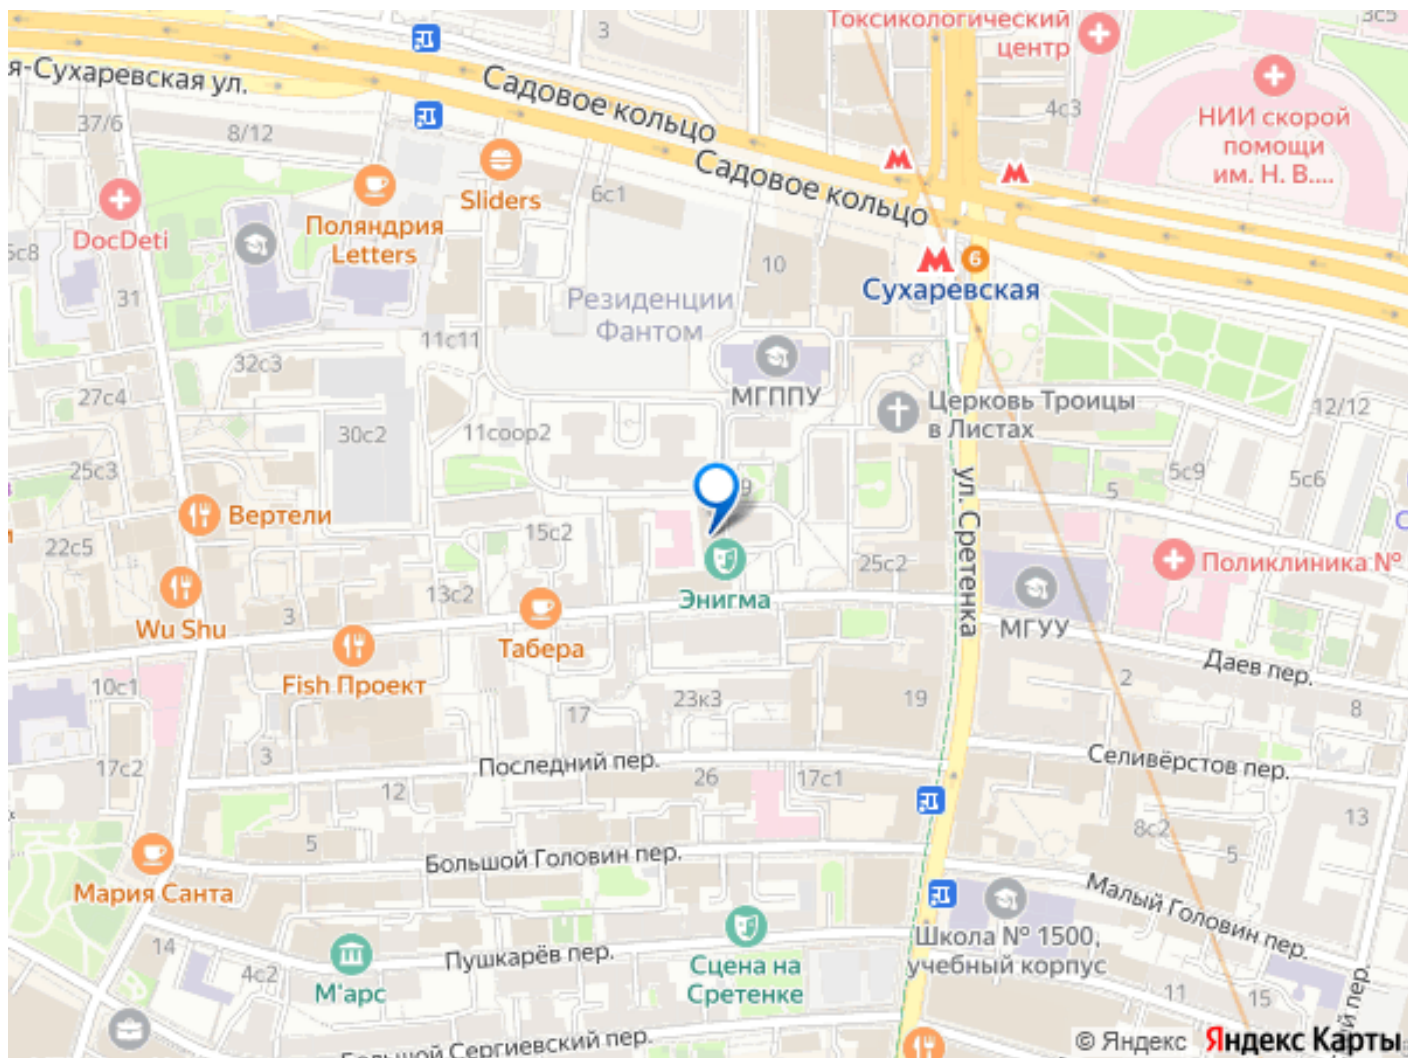 Токсикологический
центр
3с5
3
я-Сухаревская ул.
Садовое кольцо
НИИ скорой
помощи
им. Н. В....
4с3
37/6
8/12
Садовое кольцо
Sliders
6с1
DocDeti
Поляндрия
Letters
5с8
10
6
Сухаревская
31
Резиденции
Фантом
11с11
32с3
МГППУ
27с4
Церковь Троицы
в Листах
12/12
30с2
11соор2
25с3
5с9
5с6
5
9
ул. Сретенка
Вертели
22с5
15с2
25с2
Поликлиника №
Энигма
13с2
3
Wu Shu
Табера
МГУУ
Fish Проект
Даев пер.
10с1
2
23к3
19
17
8
3
17с2
Последний пер.
26
17с1
Селивёрстов пер.
12
13
8с2
5
5
Большой Головин пер.
Мария Санта
Малый Головин пер.
14
4с2
М'арс
Пушкарёв пер.
Сцена на
Сретенке
Школа № 1500,
учебный корпус
11
15
ий пер.
Большой Сергиевский пер.
© Яндекс Яндекс Карты